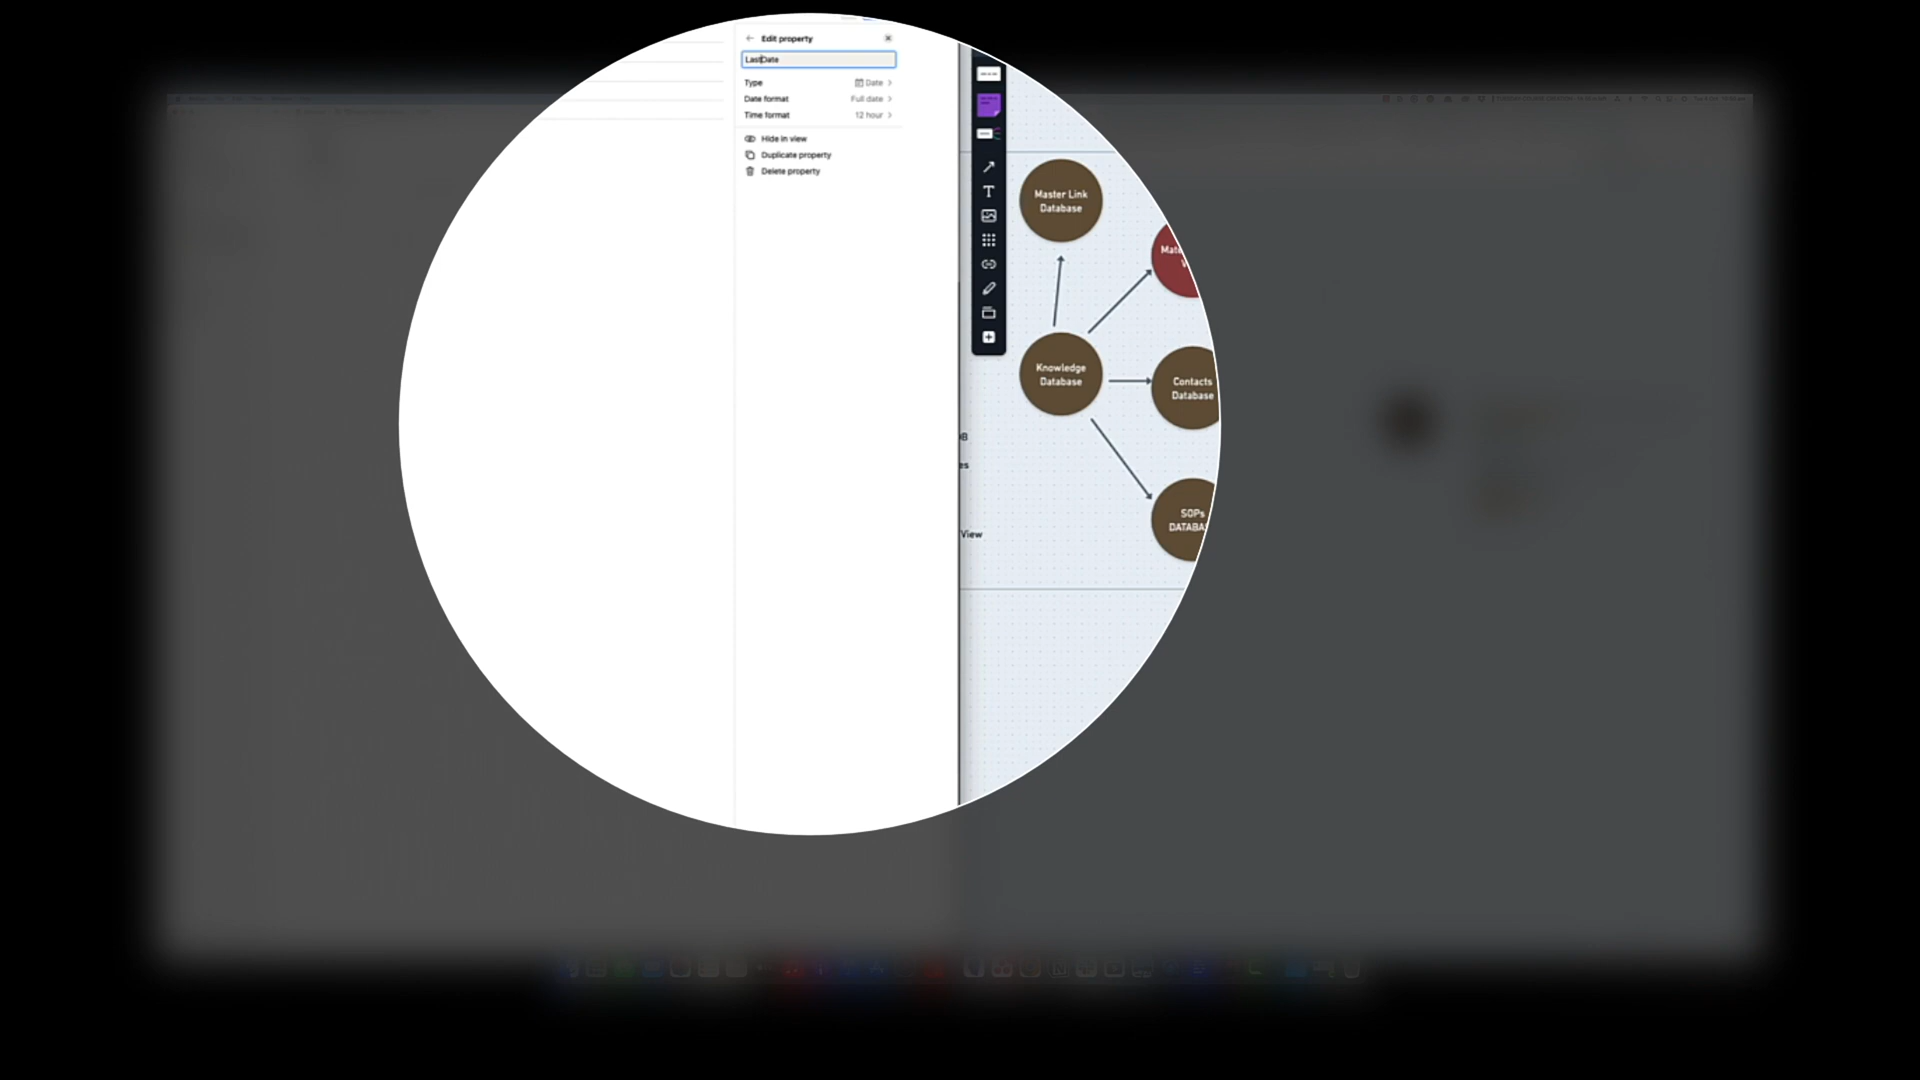 Edit property
LastDate
Type
Date
Date format
Full date
Time format
12 hour
Hide in view
Duplicate property
Delete property
Master Link
Database
Knowledge
Database
Contacts
Database
SOPs
View